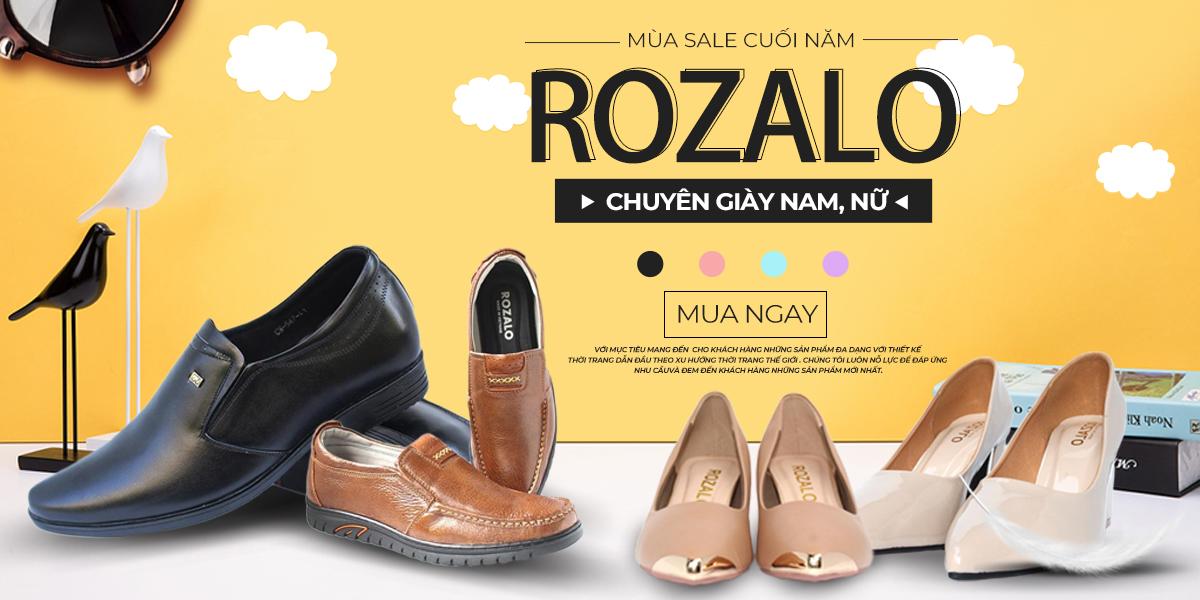 MÙA SALE CUỐI NĂM
ROZALO
CHUYÊN GIÀY NAM, NỮ
MUA NGAY
VỚI MỤC TIÊU MANG ĐẾN CHO KHÁCH HÀNG NHỮNG SẢN PHẨM ĐA DẠNG VỚI THIẾT KẾ
THỜI TRANG DẪN ĐẦU THEO XU HƯỚNG THỜI TRANG THẾ GIỚI . CHÚNG TÔI LUÔN NỖ LỰC ĐỂ ĐÁP ỨNG
NHU CẦUVÀ ĐEM ĐẾN KHÁCH HÀNG NHỮNG SẢN PHẨM MỚI NHẤT.
ROZALO
ROZALO
ROZALO